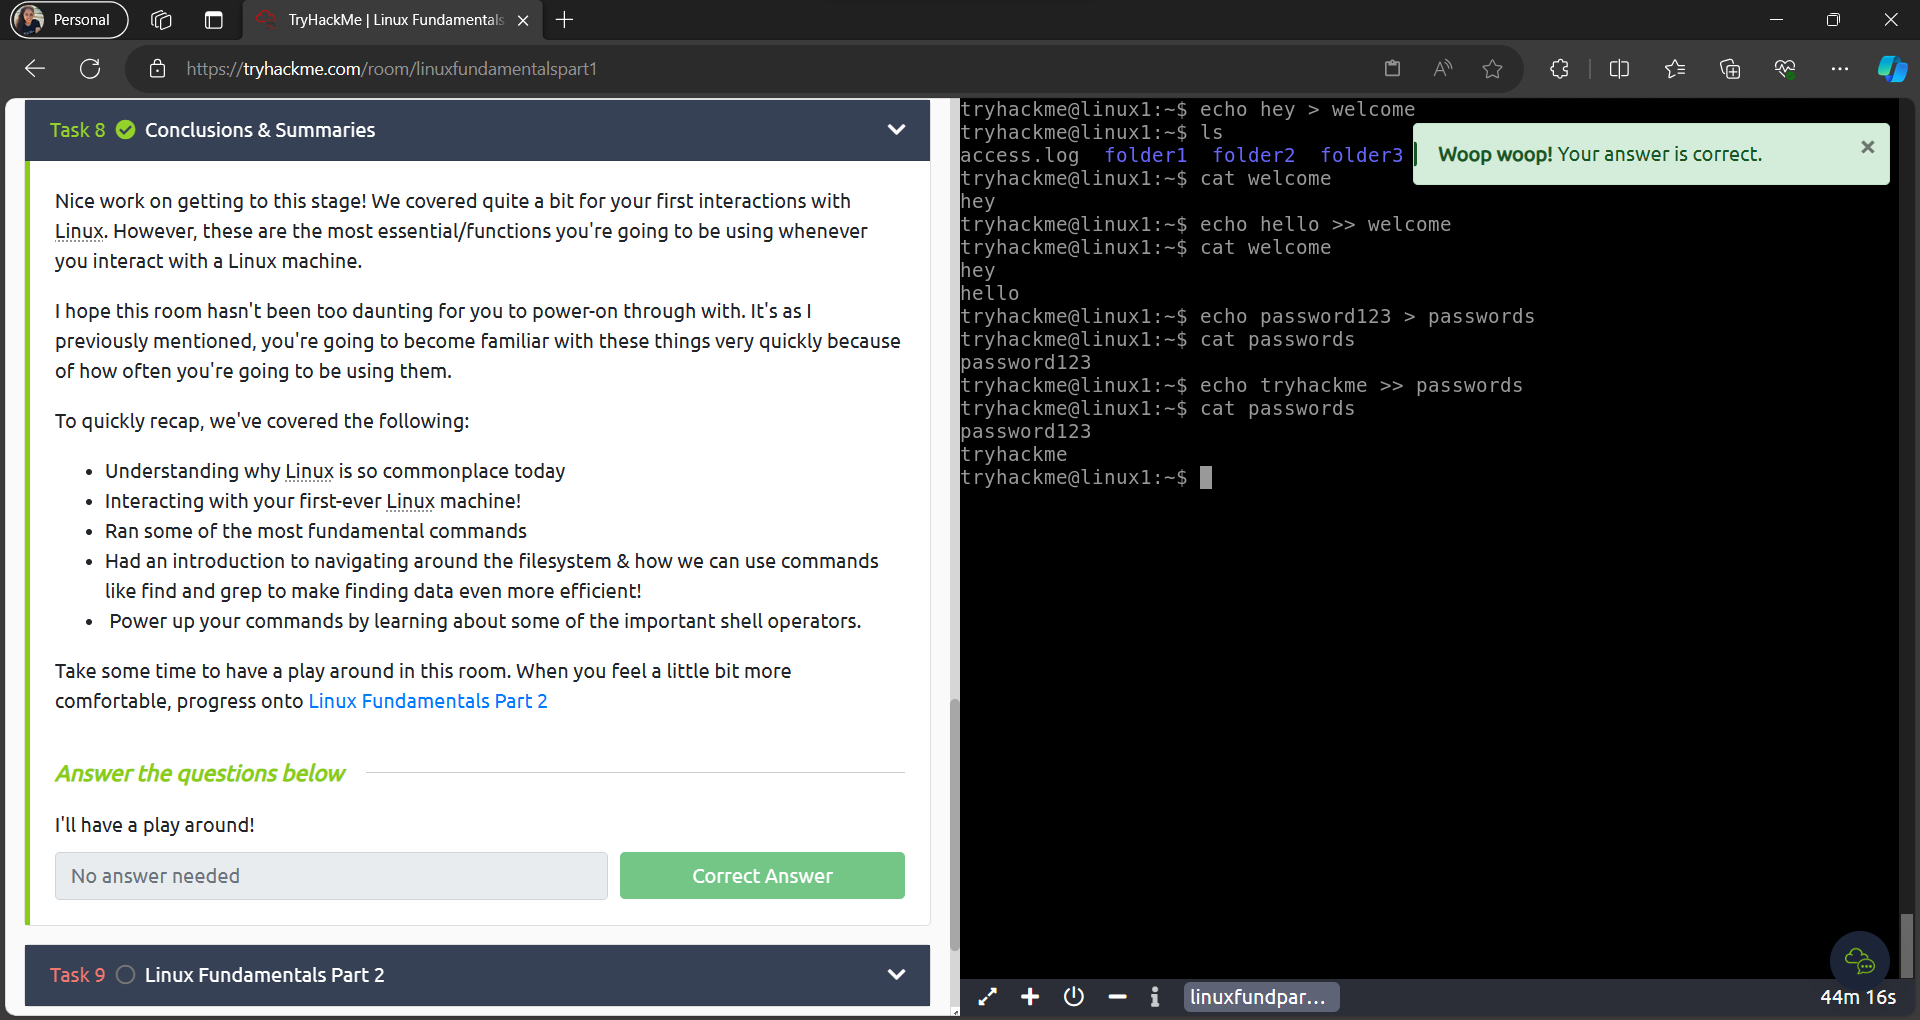 Personal
TryHackMe | Linux Fundamentals
https://tryhackme.com/room/linuxfundamentalspart1
Task 8 Conclusions & Summaries
Nice work on getting to this stage! We covered quite a bit for your first interactions with
Linux. However, these are the most essential/functions you're going to be using whenever
you interact with a Linux machine.
I hope this room hasn't been too daunting for you to power-on through with. It's as I
previously mentioned, you're going to become familiar with these things very quickly because
of how often you're going to be using them.
To quickly recap, we've covered the following:
• Understanding why Linux is so commonplace today
• Interacting with your first-ever Linux machine!
• Ran some of the most fundamental commands
• Had an introduction to navigating around the filesystem & how we can use commands
like find and grep to make finding data even more efficient!
• Power up your commands by learning about some of the important shell operators.
Take some time to have a play around in this room. When you feel a little bit more
comfortable, progress onto Linux Fundamentals Part 2
Answer the questions below
I'll have a play around!
No answer needed
Correct Answer
Task 9 Linux Fundamentals Part 2
tryhackme@linux1:~$ echo hey > welcome
tryhackme@linux1:~$ ls
access.log folder1 folder2 folder3
Woop woop! Your answer is correct.
tryhackme@linux1:~$ cat welcome
hey
tryhackme@linux1:~$ echo hello >> welcome
tryhackme@linux1:~$ cat welcome
hey
hello
tryhackme@linux1:~$ echo password123 > passwords
tryhackme@linux1:~$ cat passwords
password123
tryhackme@linux1:~$ echo tryhackme >> passwords
tryhackme@linux1:~$ cat passwords
password123
tryhackme
tryhackme@linux1:~$
linuxfundpar...
44m 16s